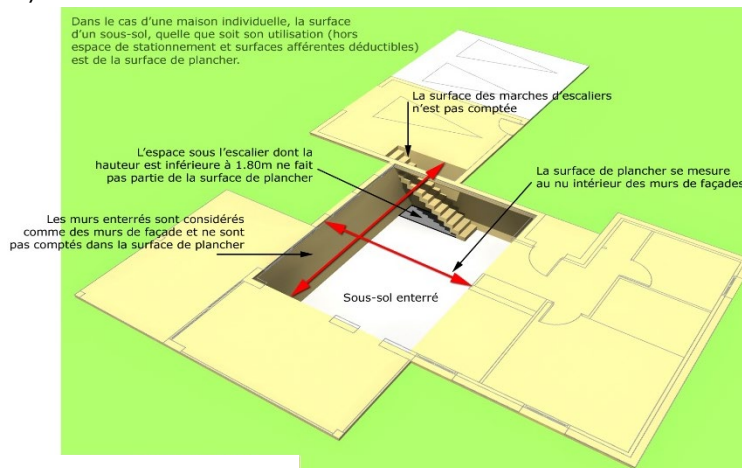 Dans le cas d'une maison individuelle, la surface
d'un sous-sol, quelle que soit son utilisation (hors
espace de stationnement et surfaces afférentes déductibles)
est de la surface de plancher.
La surface des marches d'escaliers
n'est pas comptée
L'espace sous l'escalier dont la
hauteur est inférieure à 1.80m ne fait
pas partie de la surface de plancher
La surface de plancher se mesure
au nu intérieur des murs de façades
Les murs enterrés sont considérés
comme des murs de façade et ne sont
pas comptés dans la surface de plancher
Sous-sol enterré